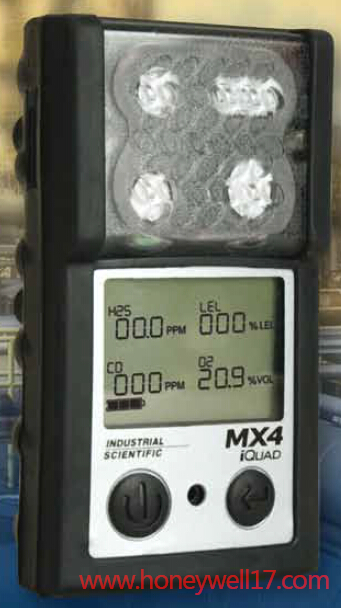 H2S LEL
00.0 PPM 000 % LEL
CO O2
000 PPM 20.9 %VOL
INDUSTRIAL MX4
SCIENTIFIC iQUAD
www.honeywell17.com